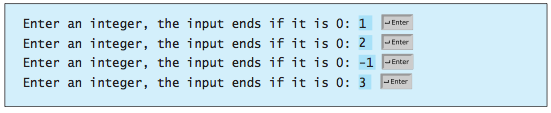 Enter an integer, the input ends if it is 0: 1 ↵Enter
Enter an integer, the input ends if it is 0: 2 ↵Enter
Enter an integer, the input ends if it is 0: -1 ↵Enter
Enter an integer, the input ends if it is 0: 3 ↵Enter